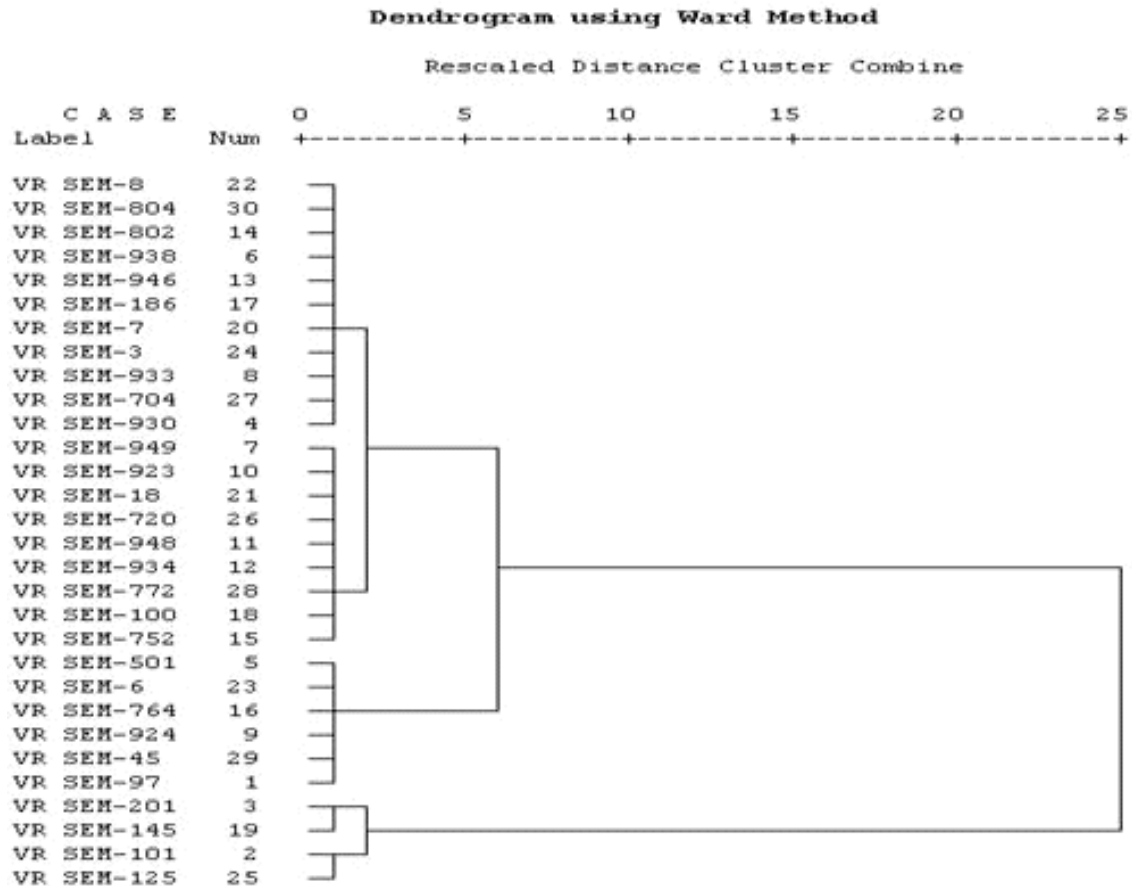 Dendrogram using Ward Method
Rescaled Distance Cluster Combine
C A S E 0 5 10 15 20 25
Label Num +---------+---------+---------+---------+---------+
VR SEM-8 22
VR SEM-804 30
VR SEM-802 14
VR SEM-938 6
VR SEM-946 13
VR SEM-186 17
VR SEM-7 20
VR SEM-3 24
VR SEM-933 8
VR SEM-704 27
VR SEM-930 4
VR SEM-949 7
VR SEM-923 10
VR SEM-18 21
VR SEM-720 26
VR SEM-948 11
VR SEM-934 12
VR SEM-772 28
VR SEM-100 18
VR SEM-752 15
VR SEM-501 5
VR SEM-6 23
VR SEM-764 16
VR SEM-924 9
VR SEM-45 29
VR SEM-97 1
VR SEM-201 3
VR SEM-145 19
VR SEM-101 2
VR SEM-125 25